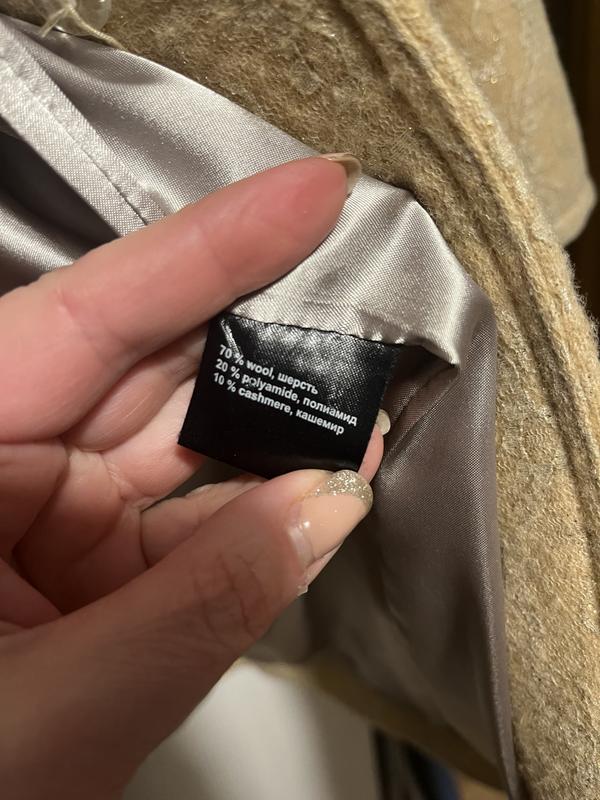 70 % wool, шерсть
20 % polyamide, полиамид
10 % cashmere, кашемир